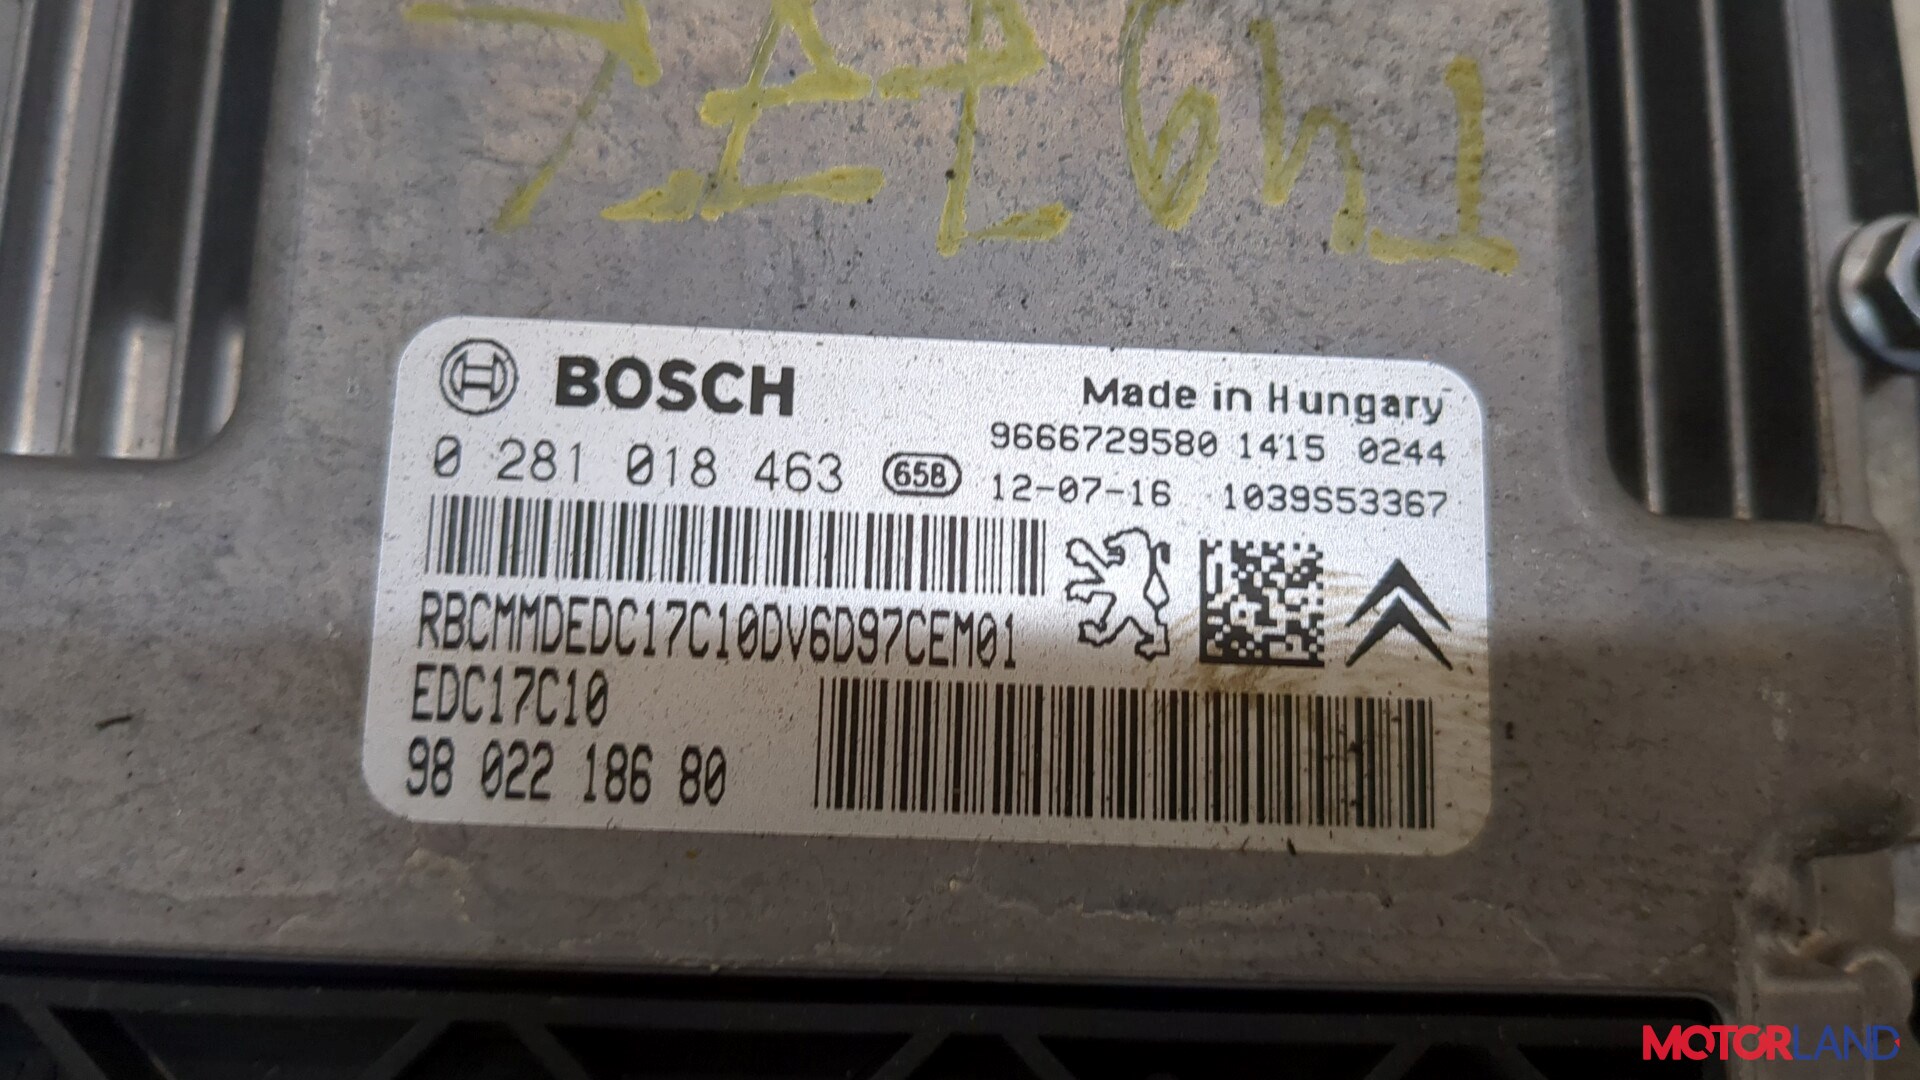 BOSCH
Made in Hungary
9666729580 1415 0244
0 281 018 463 658
12-07-16 1039S53367
RBCMMDEDC17C10DV6D97CEM01
EDC17C10
98 022 186 80
MOTORLAND